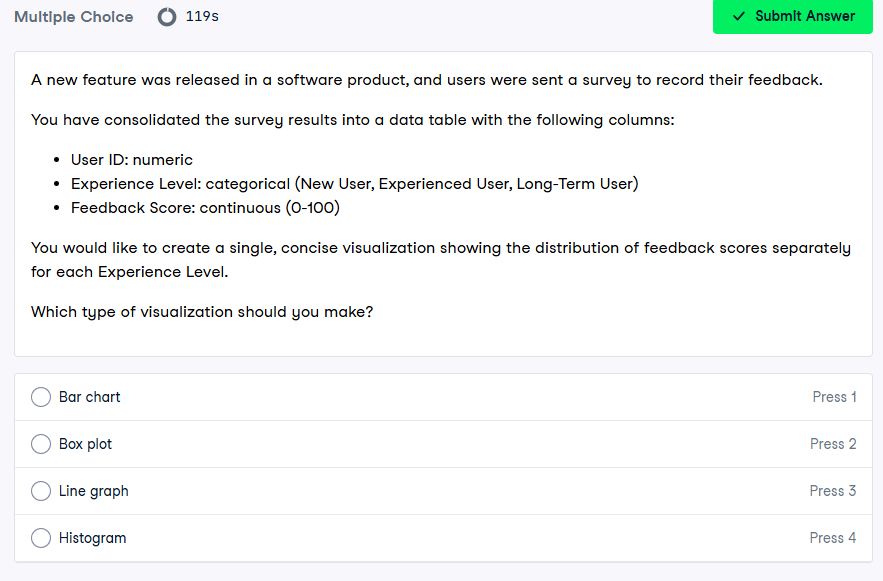 Multiple Choice 119s Submit Answer
A new feature was released in a software product, and users were sent a survey to record their feedback.
You have consolidated the survey results into a data table with the following columns:
• User ID: numeric
• Experience Level: categorical (New User, Experienced User, Long-Term User)
• Feedback Score: continuous (0-100)
You would like to create a single, concise visualization showing the distribution of feedback scores separately
for each Experience Level.
Which type of visualization should you make?
Bar chart Press 1
Box plot Press 2
Line graph Press 3
Histogram Press 4